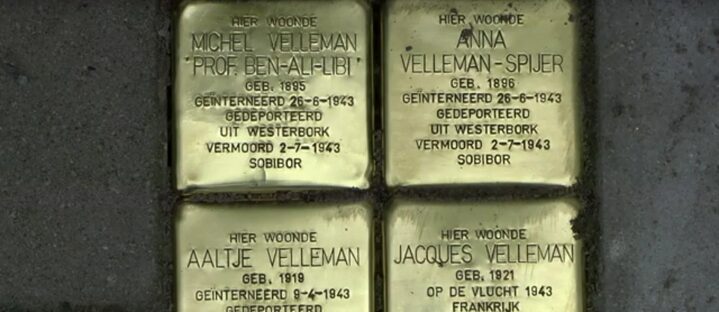 HIER WOONDE
MICHEL VELLEMAN
"PROF. BEN-ALI-LIBI"
GEB. 1895
GEÏNTERNEERD 26-6-1943
GEDEPORTEERD
UIT WESTERBORK
VERMOORD 2-7-1943
SOBIBOR
HIER WOONDE
ANNA
VELLEMAN-SPIJER
GEB. 1896
GEÏNTERNEERD 26-6-1943
GEDEPORTEERD
UIT WESTERBORK
VERMOORD 2-7-1943
SOBIBOR
HIER WOONDE
AALTJE VELLEMAN
GEB. 1919
GEÏNTERNEERD 9-4-1943
GEDEPORTEERD
HIER WOONDE
JACQUES VELLEMAN
GEB. 1921
OP DE VLUCHT 1943
FRANKRIJK